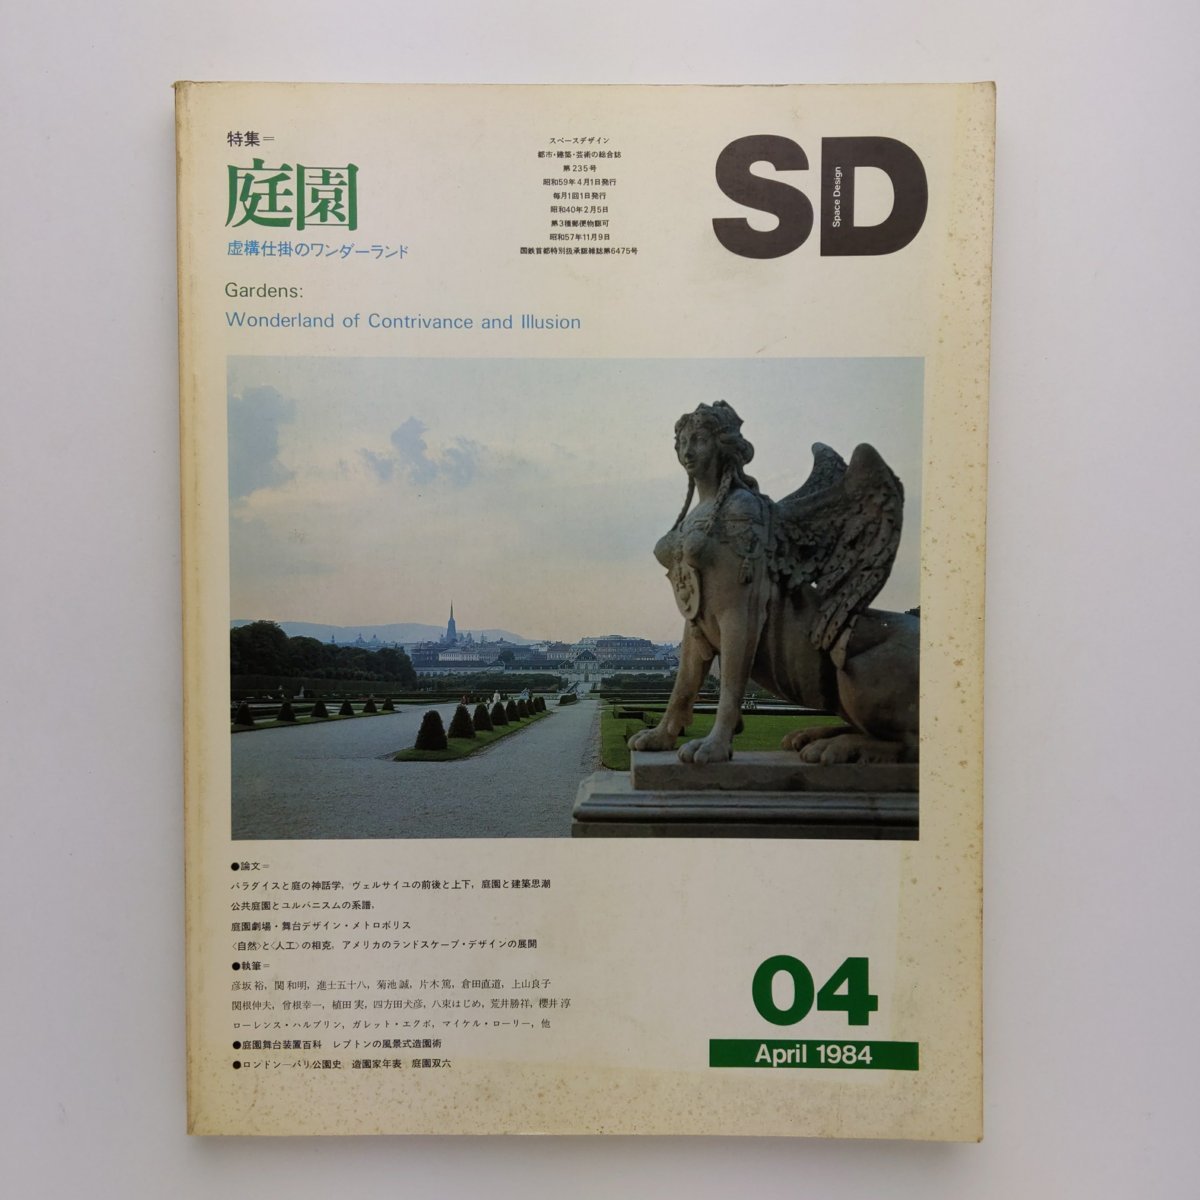 特集=
庭園
虚構仕掛のワンダーランド
Gardens:
Wonderland of Contrivance and Illusion
スペースデザイン
都市・建築・芸術の総合誌
第235号
昭和59年4月1日発行
毎月1回1日発行
昭和40年2月5日
第3種郵便物認可
昭和57年11月9日
国鉄首都特別扱承認雑誌第6475号
SD
Space Design
●論文=
パラダイスと庭の神話学, ヴェルサイユの前後と上下, 庭園と建築思潮
公共庭園とユルバニスムの系譜,
庭園劇場・舞台デザイン・メトロポリス
〈自然〉と〈人工〉の相克, アメリカのランドスケープ・デザインの展開
●執筆=
彦坂 裕, 関 和明, 進士五十八, 菊池 誠, 片木 篤, 倉田直道, 上山良子
関根伸夫, 曾根幸一, 植田 実, 四方田犬彦, 八束はじめ, 荒井勝祥, 櫻井 淳
ローレンス・ハルプリン, ガレット・エクボ, マイケル・ローリー, 他
●庭園舞台装置百科 レプトンの風景式造園術
●ロンドン―パリ公園史 造園家年表 庭園双六
04
April 1984